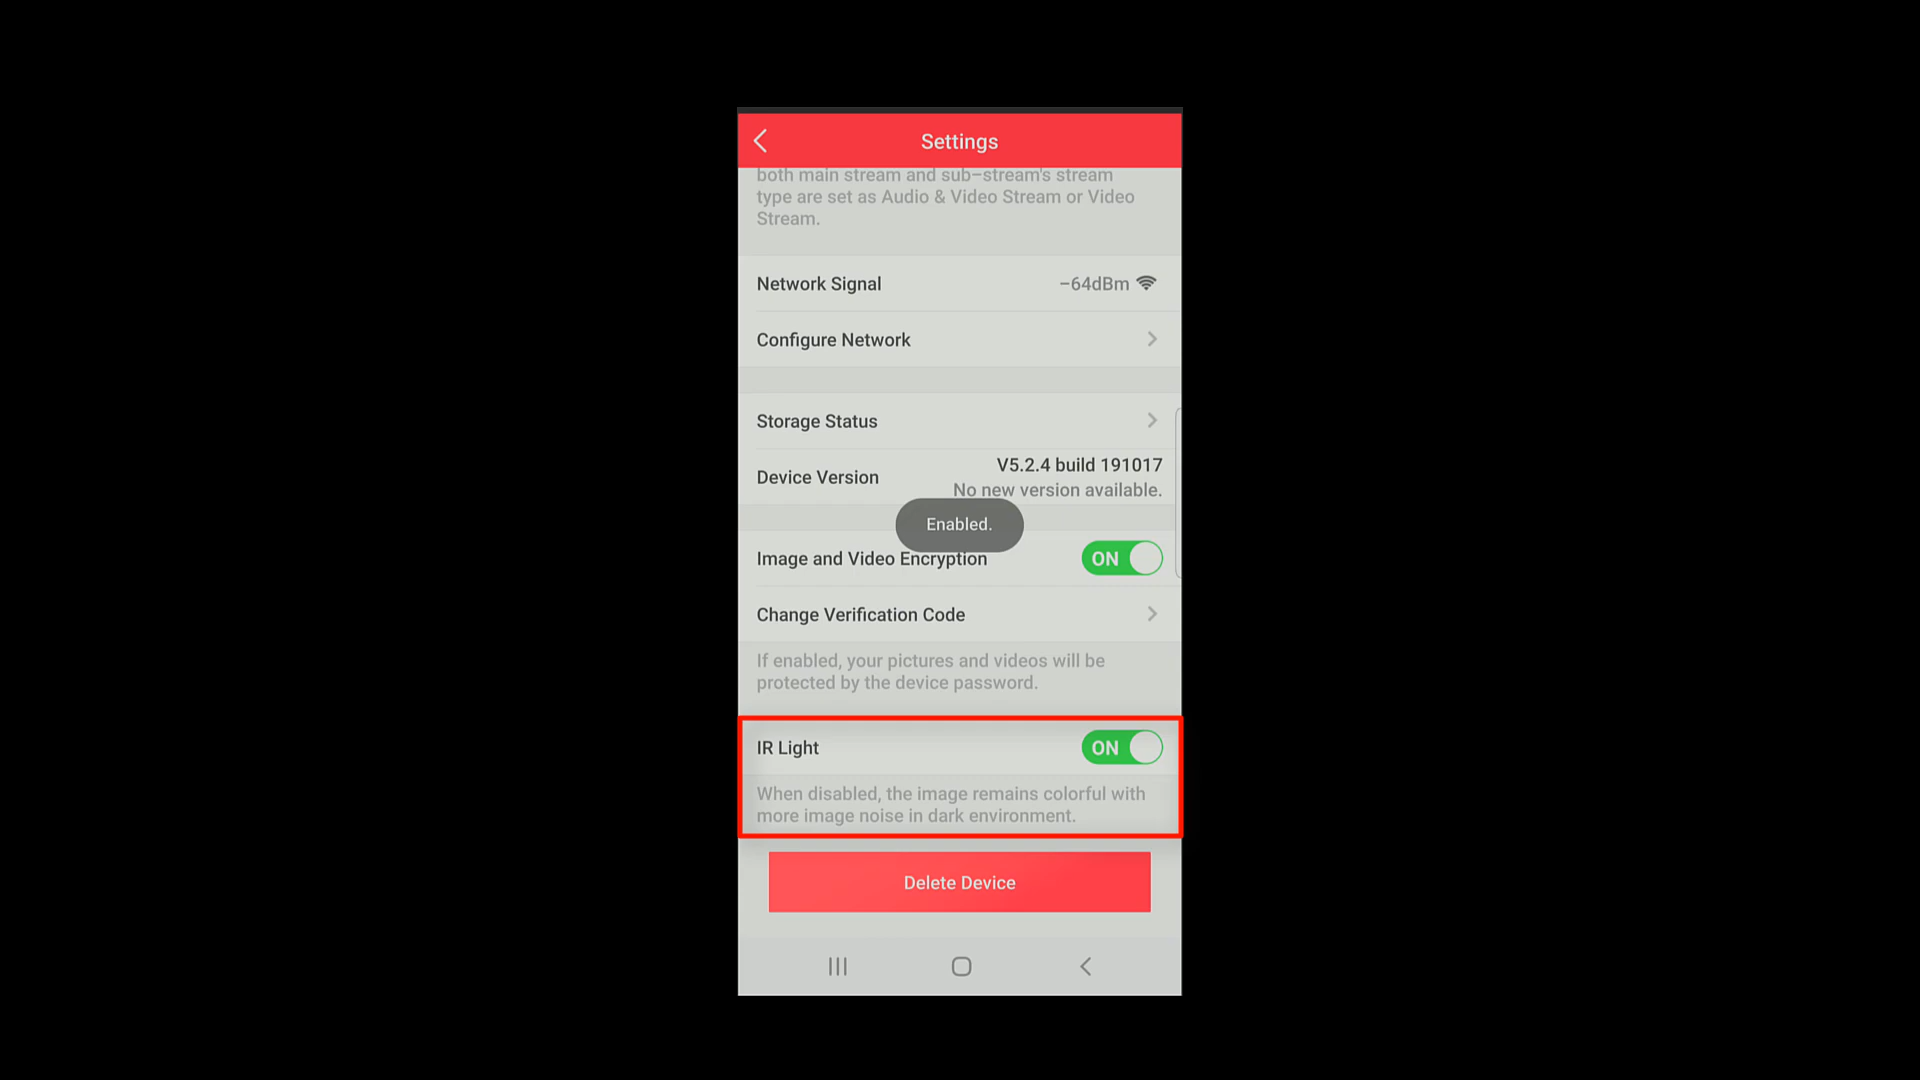 Settings
both main stream and sub-stream's stream
type are set as Audio & Video Stream or Video
Stream.
Network Signal
-64dBm
Configure Network
Storage Status
Device Version
V5.2.4 build 191017
No new version available.
Enabled.
Image and Video Encryption
ON
Change Verification Code
If enabled, your pictures and videos will be
protected by the device password.
IR Light
ON
When disabled, the image remains colorful with
more image noise in dark environment.
Delete Device